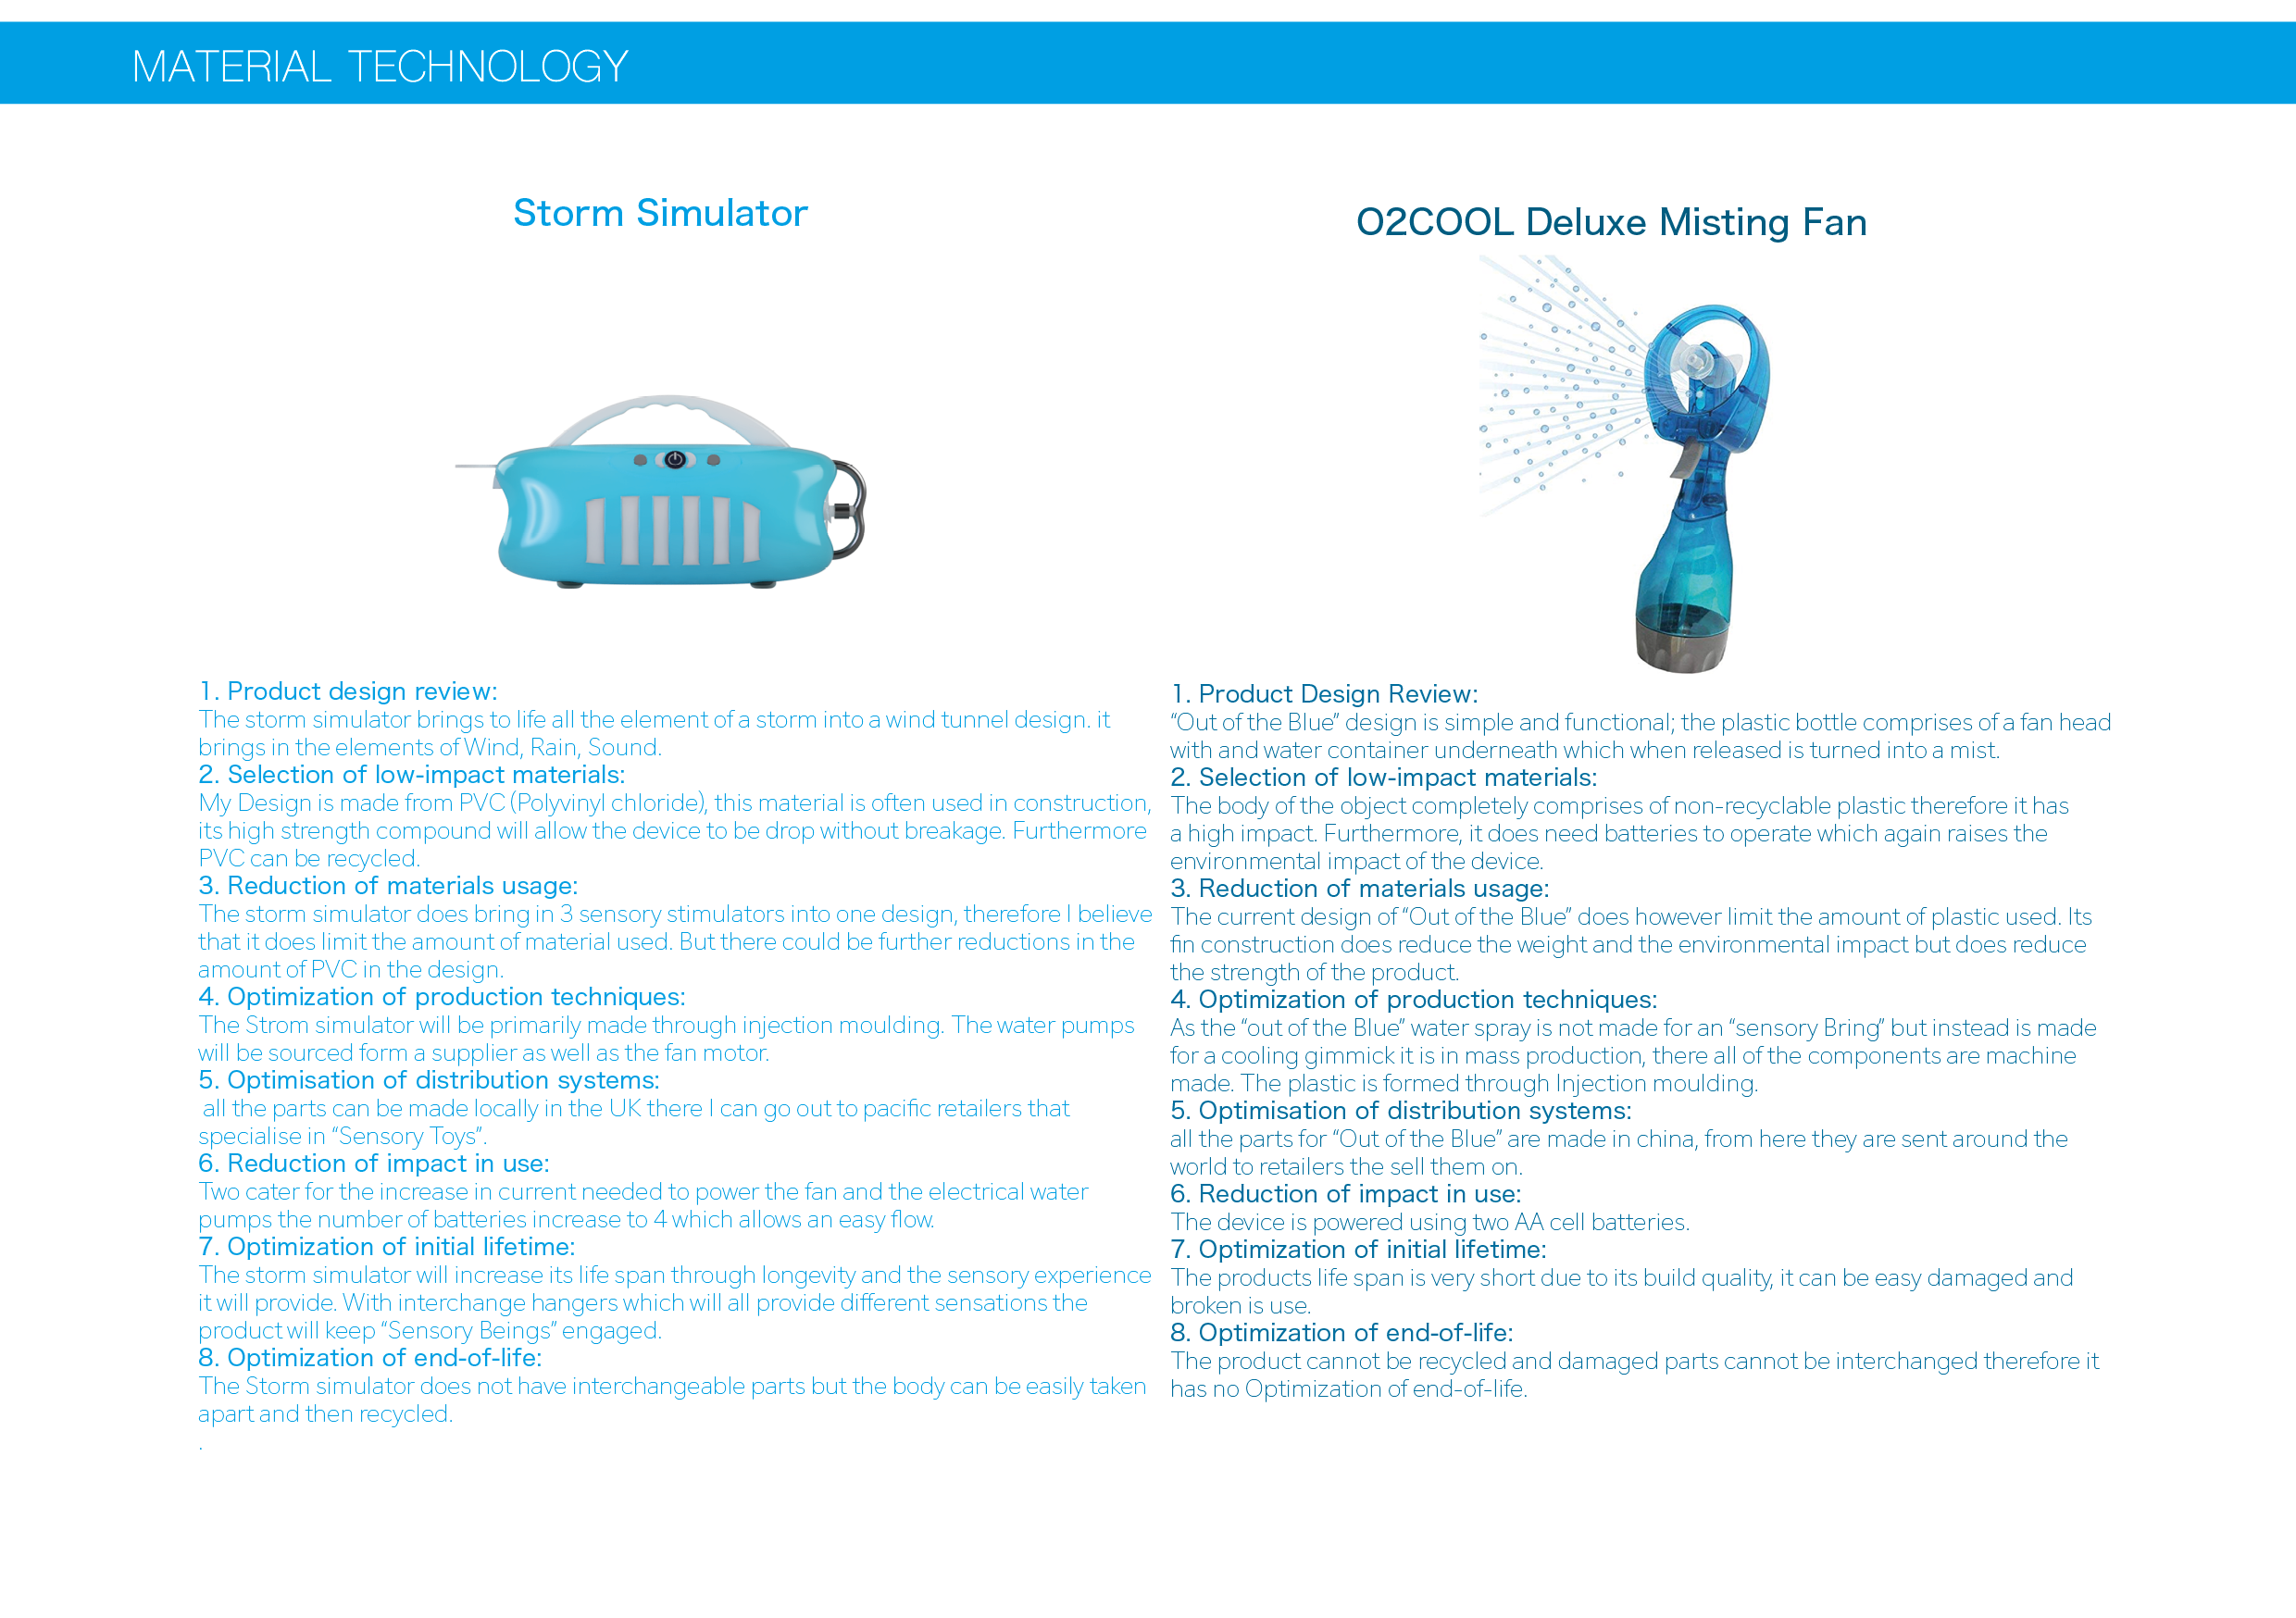 MATERIAL TECHNOLOGY
Storm Simulator
1. Product design review:
The storm simulator brings to life all the element of a storm into a wind tunnel design. it
brings in the elements of Wind, Rain, Sound.
2. Selection of low-impact materials:
My Design is made from PVC (Polyvinyl chloride), this material is often used in construction,
its high strength compound will allow the device to be drop without breakage. Furthermore
PVC can be recycled.
3. Reduction of materials usage:
The storm simulator does bring in 3 sensory stimulators into one design, therefore I believe
that it does limit the amount of material used. But there could be further reductions in the
amount of PVC in the design.
4. Optimization of production techniques:
The Strom simulator will be primarily made through injection moulding. The water pumps
will be sourced form a supplier as well as the fan motor.
5. Optimisation of distribution systems:
all the parts can be made locally in the UK there I can go out to pacific retailers that
specialise in “Sensory Toys”.
6. Reduction of impact in use:
Two cater for the increase in current needed to power the fan and the electrical water
pumps the number of batteries increase to 4 which allows an easy flow.
7. Optimization of initial lifetime:
The storm simulator will increase its life span through longevity and the sensory experience
it will provide. With interchange hangers which will all provide different sensations the
product will keep “Sensory Beings” engaged.
8. Optimization of end-of-life:
The Storm simulator does not have interchangeable parts but the body can be easily taken
apart and then recycled.
.
O2COOL Deluxe Misting Fan
1. Product Design Review:
“Out of the Blue” design is simple and functional; the plastic bottle comprises of a fan head
with and water container underneath which when released is turned into a mist.
2. Selection of low-impact materials:
The body of the object completely comprises of non-recyclable plastic therefore it has
a high impact. Furthermore, it does need batteries to operate which again raises the
environmental impact of the device.
3. Reduction of materials usage:
The current design of “Out of the Blue” does however limit the amount of plastic used. Its
fin construction does reduce the weight and the environmental impact but does reduce
the strength of the product.
4. Optimization of production techniques:
As the “out of the Blue” water spray is not made for an “sensory Bring” but instead is made
for a cooling gimmick it is in mass production, there all of the components are machine
made. The plastic is formed through Injection moulding.
5. Optimisation of distribution systems:
all the parts for “Out of the Blue” are made in china, from here they are sent around the
world to retailers the sell them on.
6. Reduction of impact in use:
The device is powered using two AA cell batteries.
7. Optimization of initial lifetime:
The products life span is very short due to its build quality, it can be easy damaged and
broken is use.
8. Optimization of end-of-life:
The product cannot be recycled and damaged parts cannot be interchanged therefore it
has no Optimization of end-of-life.